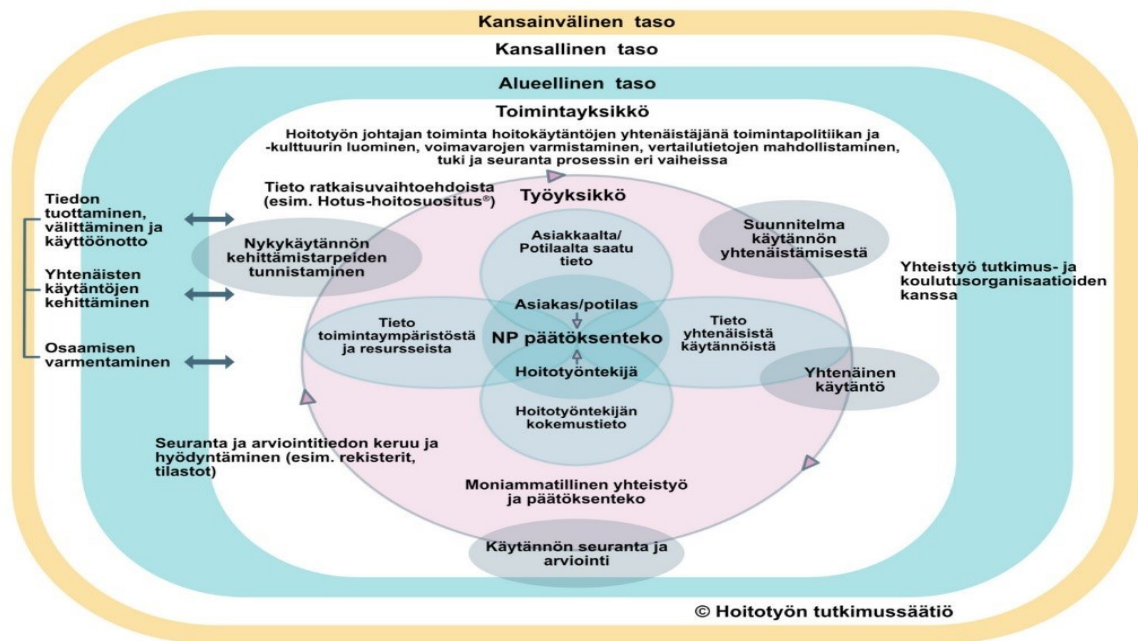 Kansainvälinen taso
Kansallinen taso
Alueellinen taso
Toimintayksikkö
Hoitotyön johtajan toiminta hoitokäytäntöjen yhtenäistäjänä toimintapolitiikan ja
-kulttuurin luominen, voimavarojen varmistaminen, vertailutietojen mahdollistaminen,
tuki ja seuranta prosessin eri vaiheissa
Tieto ratkaisuvaihtoehdoista
(esim. Hotus-hoitosuositus®)
Työyksikkö
Tiedon
tuottaminen,
välittäminen ja
käyttöönotto
Yhtenäisten
käytäntöjen
kehittäminen
Osaamisen
varmentaminen
Nykykäytännön
kehittämistarpeiden
tunnistaminen
Asiakkaalta/
Potilaalta saatu
tieto
Suunnitelma
käytännön
yhtenäistämisestä
Yhteistyö tutkimus- ja
koulutusorganisaatioiden
kanssa
Asiakas/potilas
Tieto
toimintaympäristöstä
ja resursseista
NP päätöksenteko
Tieto
yhtenäisistä
käytännöistä
Hoitotyöntekijä
Yhtenäinen
käytäntö
Hoitotyöntekijän
kokemustieto
Seuranta ja arviointitiedon keruu ja
hyödyntäminen (esim. rekisterit,
tilastot)
Moniammatillinen yhteistyö
ja päätöksenteko
Käytännön seuranta ja
arviointi
© Hoitotyön tutkimussäätiö